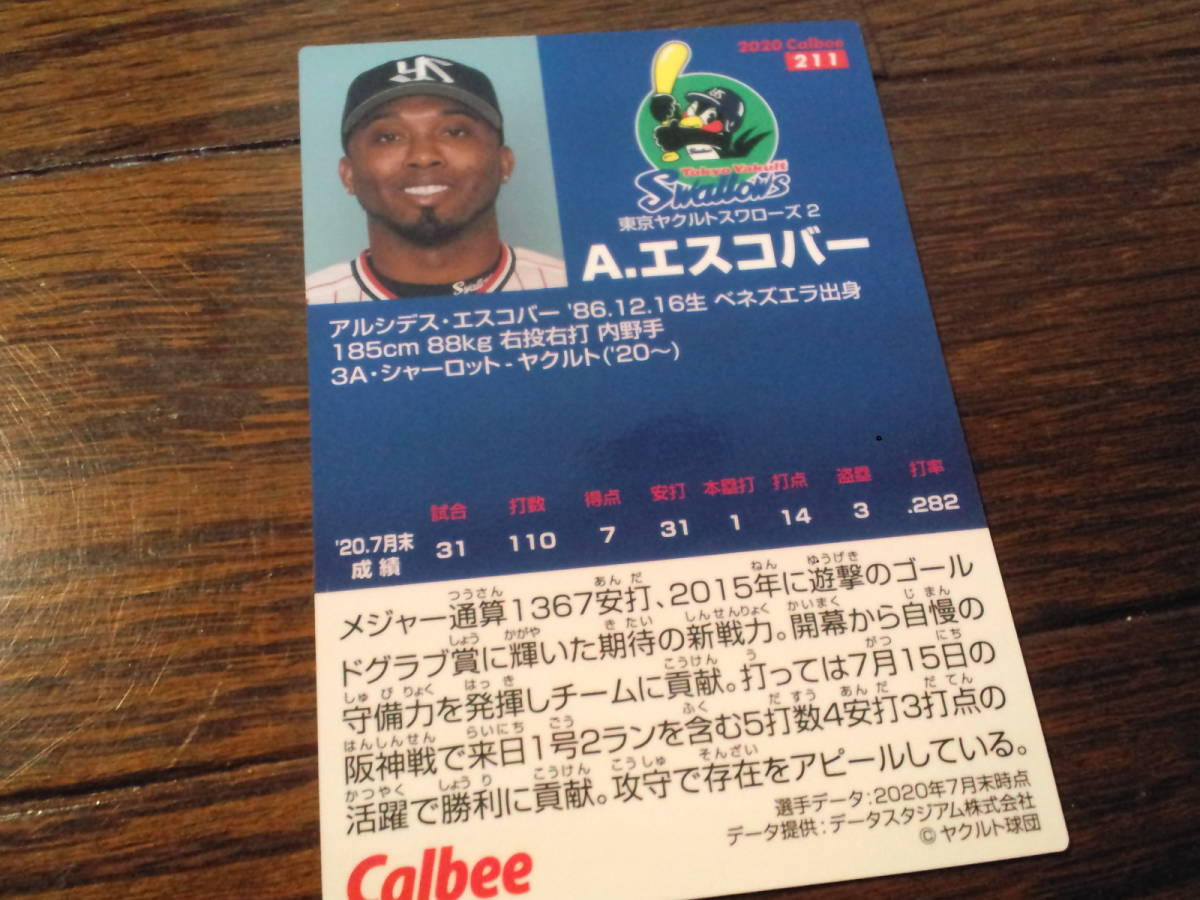 2020 Calbee
211
Tokyo Yakult
Swallows
東京ヤクルトスワローズ 2
A.エスコバー
アルシデス・エスコバー '86.12.16生 ベネズエラ出身
185cm 88kg 右投右打 内野手
3A・シャーロット - ヤクルト('20～)
試合 打数 得点 安打 本塁打 打点 盗塁 打率
'20.7月末成績 31 110 7 31 1 14 3 .282
メジャー通算1367安打、2015年に遊撃のゴール
ドグラブ賞に輝いた期待の新戦力。開幕から自慢の
守備力を発揮しチームに貢献。打っては7月15日の
阪神戦で来日1号2ランを含む5打数4安打3打点の
活躍で勝利に貢献。攻守で存在をアピールしている。
選手データ:2020年7月末時点
データ提供:データスタジアム株式会社
© ヤクルト球団
Calbee